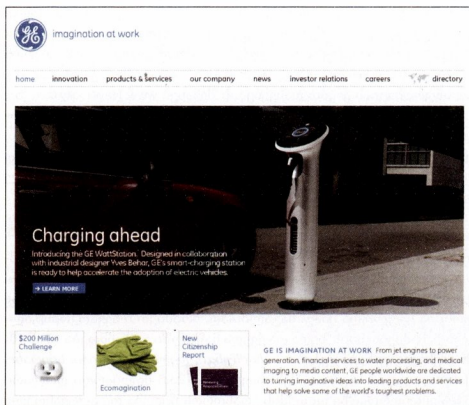 imagination at work
home innovation products & services our company news investor relations careers directory
Charging ahead
Introducing the GE WattStation. Designed in collaboration
with industrial designer Yves Behar, GE's smart-charging station
is ready to help accelerate the adoption of electric vehicles.
→ LEARN MORE
$200 Million
Challenge
Ecomagination
New
Citizenship
Report
GE IS IMAGINATION AT WORK From jet engines to power
generation, financial services to water processing, and medical
imaging to media content, GE people worldwide are dedicated
to turning imaginative ideas into leading products and services
that help solve some of the world's toughest problems.